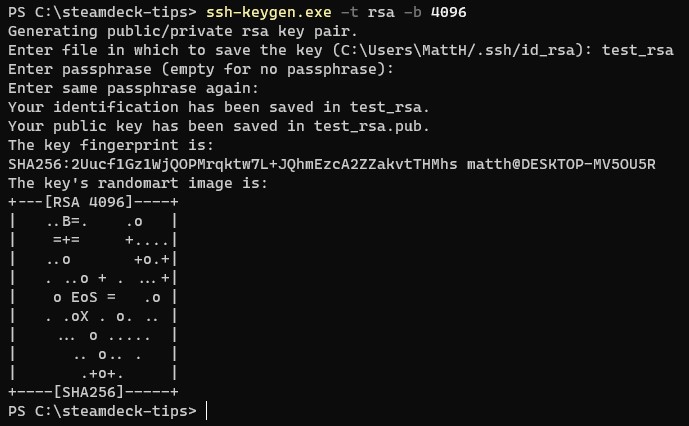 PS C:\steamdeck-tips> ssh-keygen.exe -t rsa -b 4096
Generating public/private rsa key pair.
Enter file in which to save the key (C:\Users\MattH/.ssh/id_rsa): test_rsa
Enter passphrase (empty for no passphrase):
Enter same passphrase again:
Your identification has been saved in test_rsa.
Your public key has been saved in test_rsa.pub.
The key fingerprint is:
SHA256:2Uucf1Gz1WjQOPMrqktw7L+JQhmEzcA2ZZakvtTHMhs matth@DESKTOP-MV5OU5R
The key's randomart image is:
+---[RSA 4096]----+
|    ..B=.    .o   |
|     =+=     +....|
|    ..o       +o.+|
|    . ..o + .  ...+|
|     o EoS =   .o |
|    . .oX . o. .. |
|     ... o .....  |
|       .. o.. .   |
|        .+o+.     |
+----[SHA256]-----+
PS C:\steamdeck-tips>